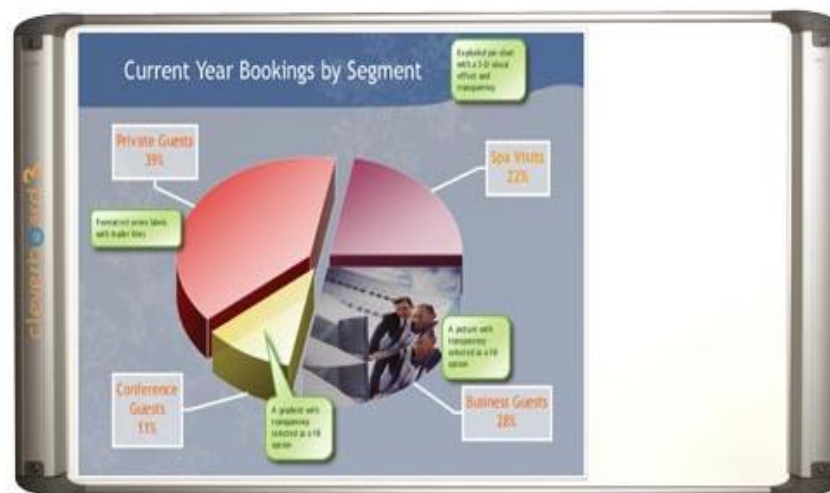 Current Year Bookings by Segment
Exploded pie chart
with a 3-D visual
effect and
transparency
Private Guests
39%
Spa Visits
22%
Formatted series labels
with leader lines
A picture with
transparency
selected as a fill
option
Conference
Guests
11%
A gradient with
transparency
selected as a fill
option
Business Guests
28%
cleverboard 2